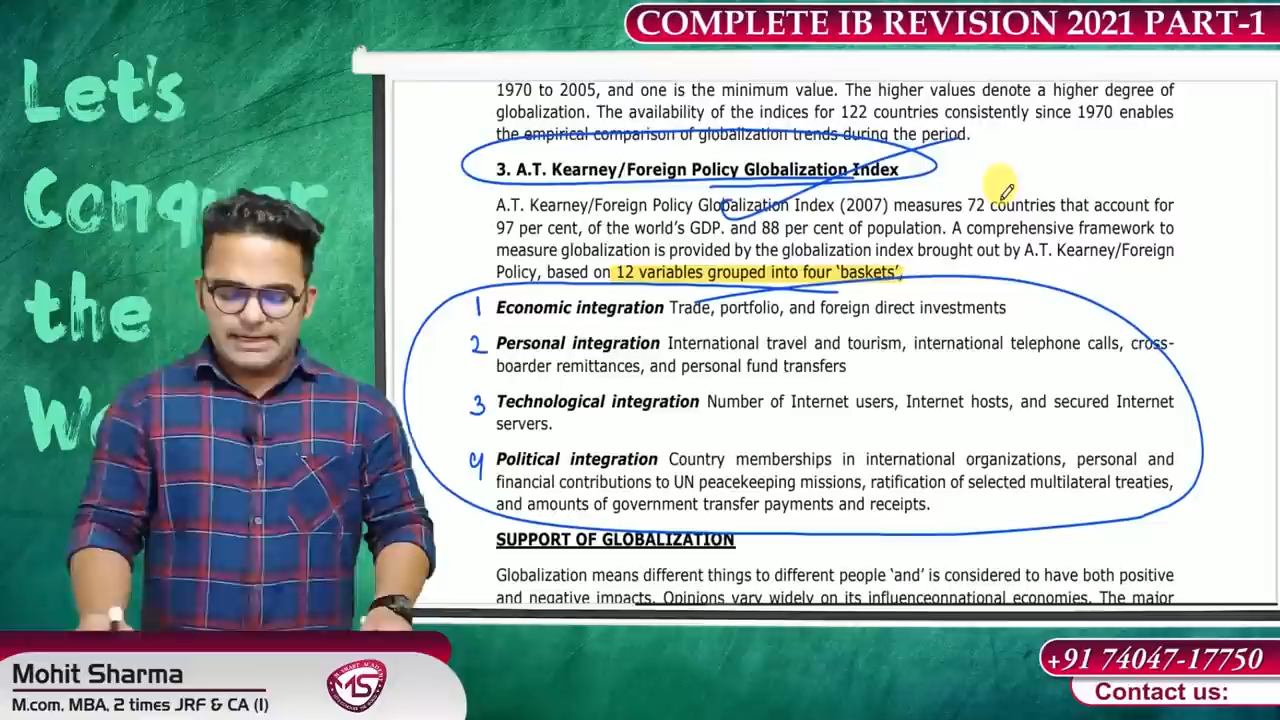 COMPLETE IB REVISION 2021 PART-1
Let's
the
1970 to 2005, and one is the minimum value. The higher values denote a higher degree of
globalization. The availability of the indices for 122 countries consistently since 1970 enables
the empirical comparison of globalization trends during the period.
3. A.T. Kearney/Foreign Policy Globalization Index
A.T. Kearney/Foreign Policy Globalization Index (2007) measures 72 countries that account for
97 per cent, of the world's GDP. and 88 per cent of population. A comprehensive framework to
measure globalization is provided by the globalization index brought out by A.T. Kearney/Foreign
Policy, based on 12 variables grouped into four 'baskets',
1 Economic integration Trade, portfolio, and foreign direct investments
2 Personal integration International travel and tourism, international telephone calls, cross-
boarder remittances, and personal fund transfers
3 Technological integration Number of Internet users, Internet hosts, and secured Internet
servers.
4 Political integration Country memberships in international organizations, personal and
financial contributions to UN peacekeeping missions, ratification of selected multilateral treaties,
and amounts of government transfer payments and receipts.
SUPPORT OF GLOBALIZATION
Globalization means different things to different people 'and' is considered to have both positive
and negative impacts. Opinions vary widely on its influenceonnational economies. The major
Mohit Sharma
M.com, MBA, 2 times JRF & CA (I)
MS
+91 74047-17750
Contact us: